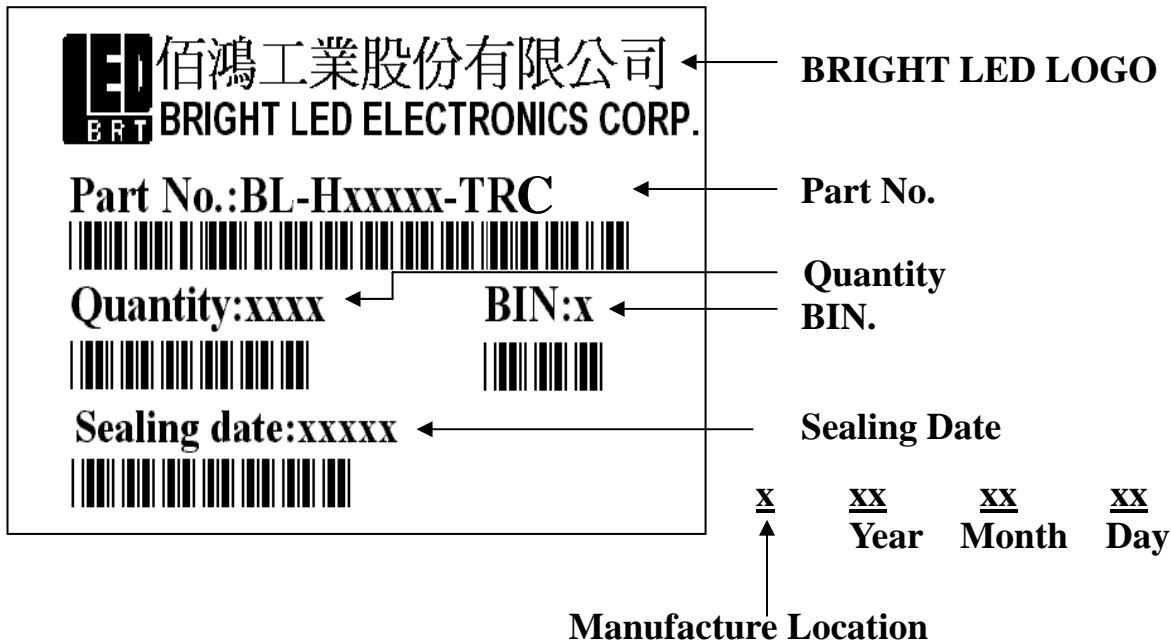 LED 佰鴻工業股份有限公司 BRIGHT LED LOGO
BRT BRIGHT LED ELECTRONICS CORP.
Part No.:BL-Hxxxxx-TRC Part No.
Quantity
Quantity:xxxx BIN:x BIN.
Sealing date:xxxxx Sealing Date
x xx xx xx
Year Month Day
Manufacture Location